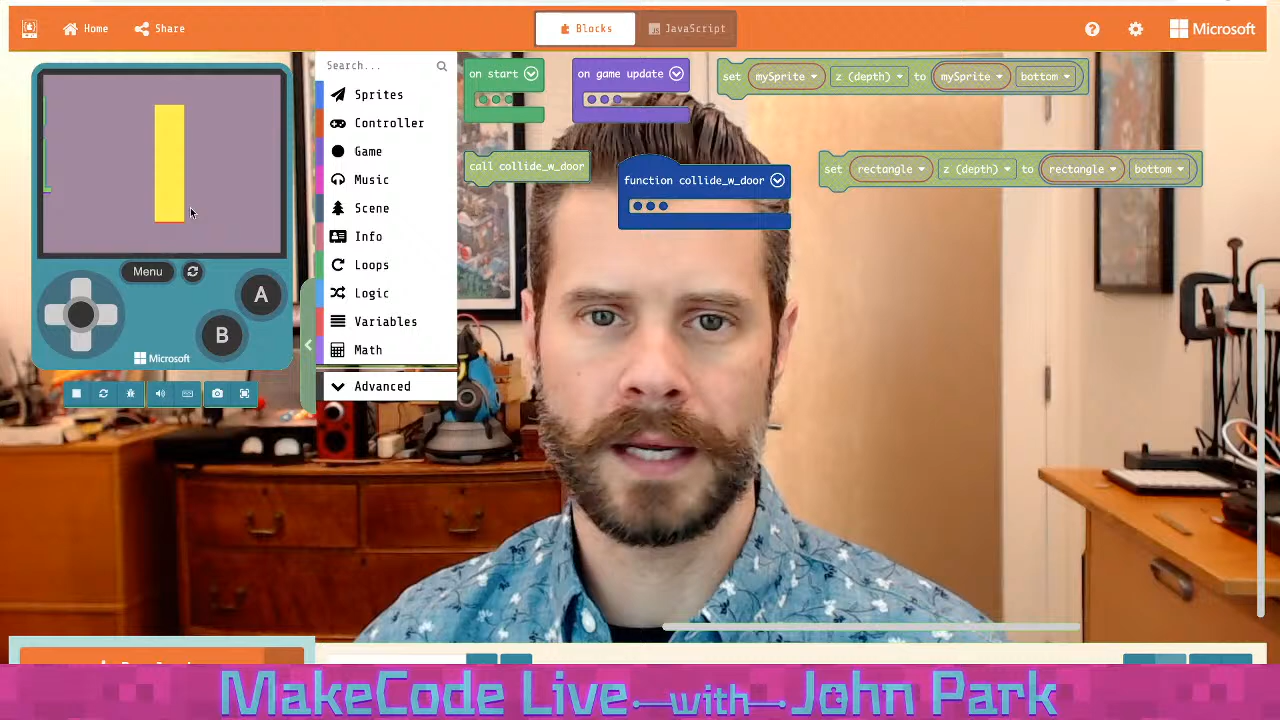 Home
Share
Blocks
JavaScript
Microsoft
Search...
Sprites
Controller
Game
Music
Scene
Info
Loops
Logic
Variables
Math
Advanced
on start
on game update
set mySprite z (depth) to mySprite bottom
call collide_w_door
function collide_w_door
set rectangle z (depth) to rectangle bottom
Menu
A
B
Microsoft
MakeCode Live with John Park